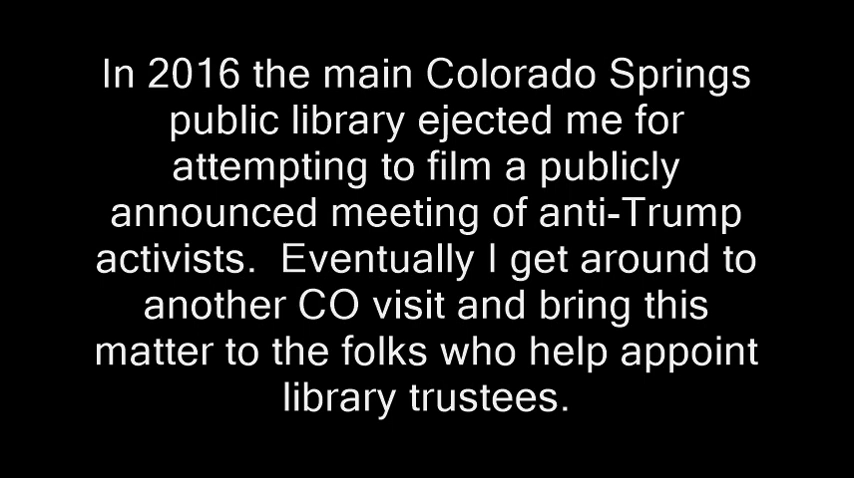 In 2016 the main Colorado Springs
public library ejected me for
attempting to film a publicly
announced meeting of anti-Trump
activists.  Eventually I get around to
another CO visit and bring this
matter to the folks who help appoint
library trustees.